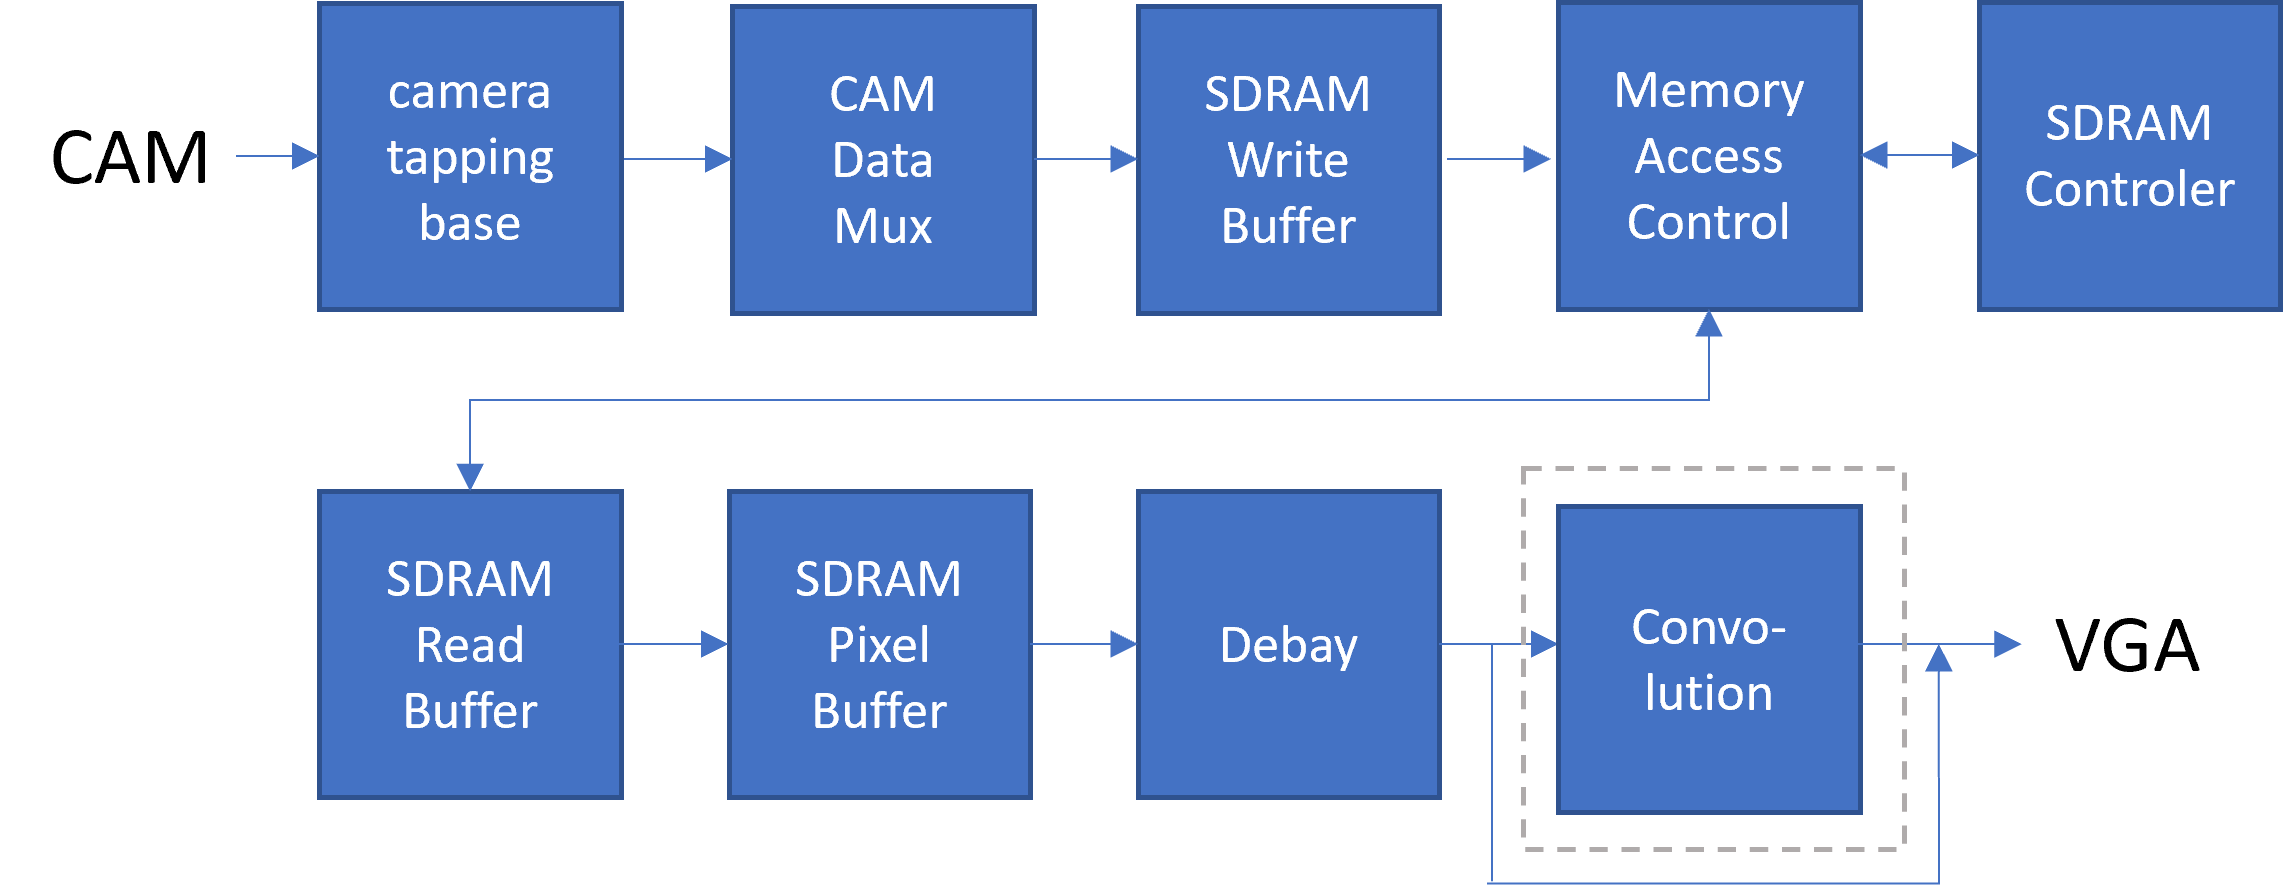 CAM
camera
tapping
base
CAM
Data
Mux
SDRAM
Write
Buffer
Memory
Access
Control
SDRAM
Controler
SDRAM
Read
Buffer
SDRAM
Pixel
Buffer
Debay
Convo-
lution
VGA